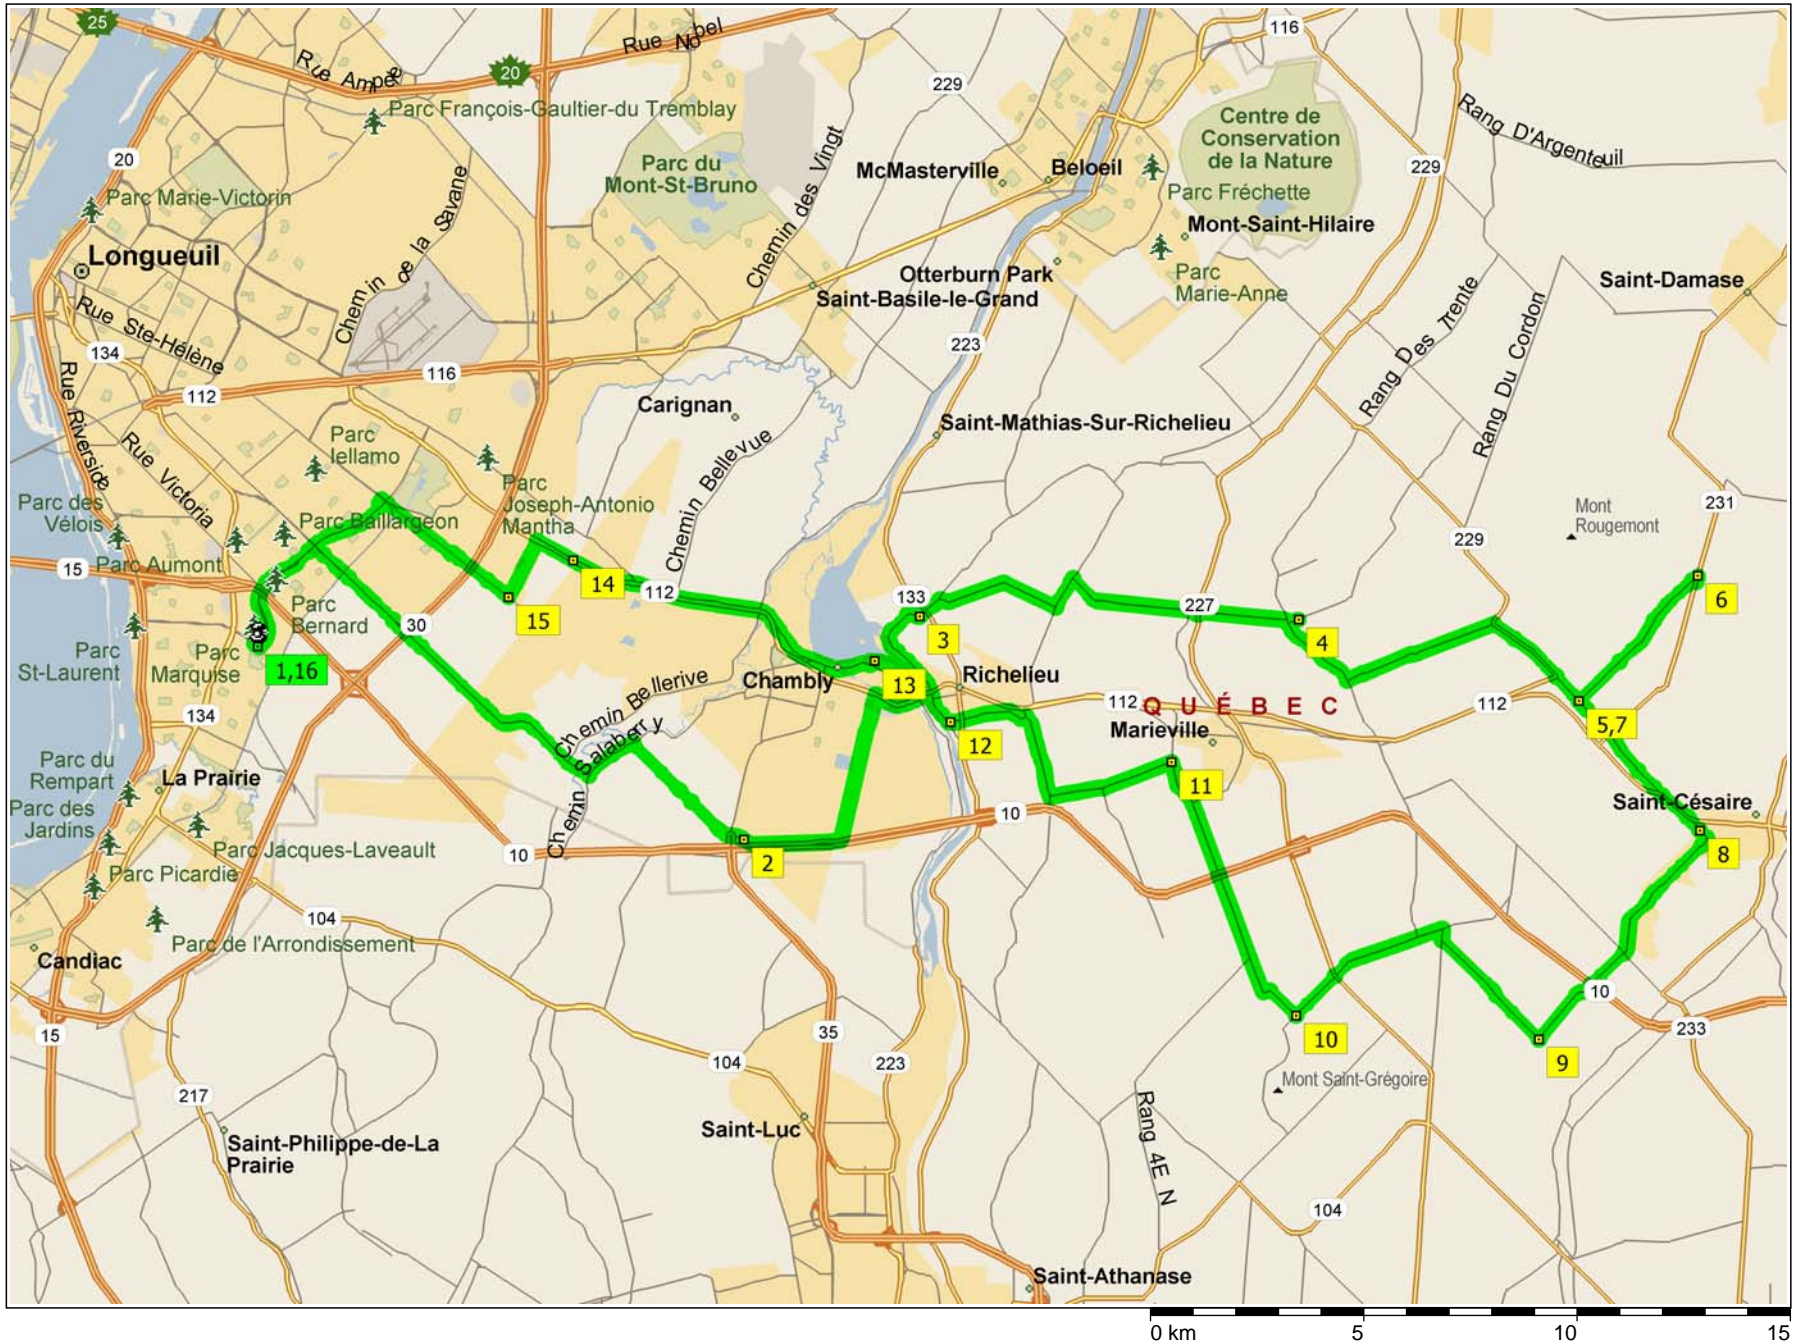 25
116
Rue Nobel
Rue Ampère
20
229
Parc François-Gaultier-du Tremblay
Centre de
Conservation
de la Nature
Rang D'Argenteuil
20
Parc du
Mont-St-Bruno
Chemin des Vingt
McMasterville
Beloeil
229
Parc Marie-Victorin
Chemin de la Savane
Parc Fréchette
Mont-Saint-Hilaire
Longueuil
Otterburn Park
Parc
Marie-Anne
Saint-Damase
Saint-Basile-le-Grand
Rue Ste-Hélène
134
223
Rang Des Trente
Rang Du Cordon
116
112
Rue Riverside
Carignan
Saint-Mathias-Sur-Richelieu
Rue Victoria
Parc
Iellamo
Chemin Bellevue
Parc
Joseph-Antonio
Mantha
Parc des
Vélois
Parc Baillargeon
Mont
Rougemont
231
229
15
Parc Aumont
14
112
133
227
6
Parc
Bernard
30
15
3
4
Parc
St-Laurent
Parc
Marquise
1,16
Chemin Bellerive
Chambly
13
Richelieu
112
QUÉBEC
112
134
Chemin Salaberry
12
Marieville
5,7
Parc du
Rempart
La Prairie
11
Saint-Césaire
Parc des
Jardins
10
10
2
8
Parc Jacques-Laveault
Parc Picardie
104
Parc de l'Arrondissement
Candiac
10
15
35
233
104
223
10
9
Mont Saint-Grégoire
217
Rang 4E N
Saint-Luc
Saint-Philippe-de-La
Prairie
104
Saint-Athanase
0 km 5 10 15